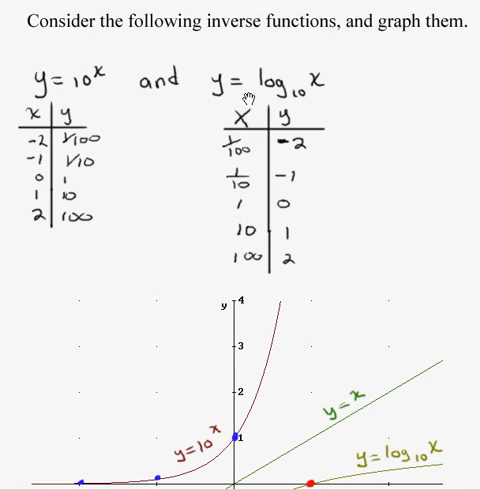 Consider the following inverse functions, and graph them.
y = 10^x and y = log₁₀ x
x | y
-2 | 1/100
-1 | 1/10
0 | 1
1 | 10
2 | 100
x | y
1/100 | -2
1/10 | -1
1 | 0
10 | 1
100 | 2
y 4
3
2
y = x
1
y = 10^x
y = log₁₀ x